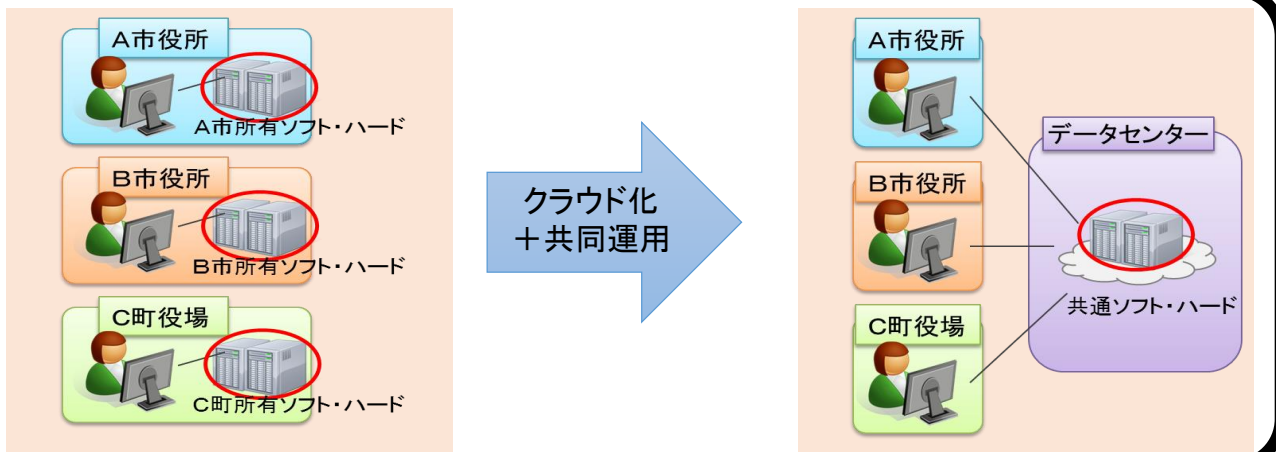 A市役所
A市所有ソフト・ハード
B市役所
B市所有ソフト・ハード
C町役場
C町所有ソフト・ハード
クラウド化
＋共同運用
A市役所
B市役所
C町役場
データセンター
共通ソフト・ハード